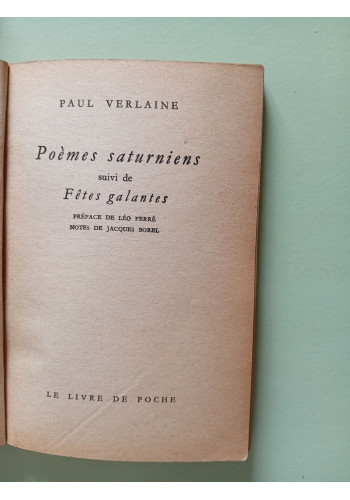 PAUL VERLAINE
Poèmes saturniens
suivi de
Fêtes galantes
PRÉFACE DE LÉO FERRÉ
NOTES DE JACQUES BOREL
LE LIVRE DE POCHE